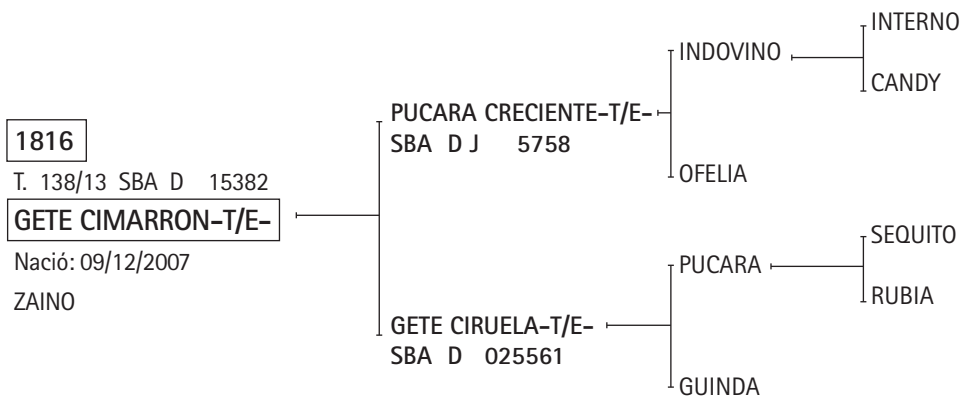 1816
T. 138/13 SBA D 15382
GETE CIMARRON-T/E-
Nació: 09/12/2007
ZAINO
PUCARA CRECIENTE-T/E-
SBA D J 5758
GETE CIRUELA-T/E-
SBA D 025561
INDOVINO
OFELIA
PUCARA
GUINDA
INTERNO
CANDY
SEQUITO
RUBIA